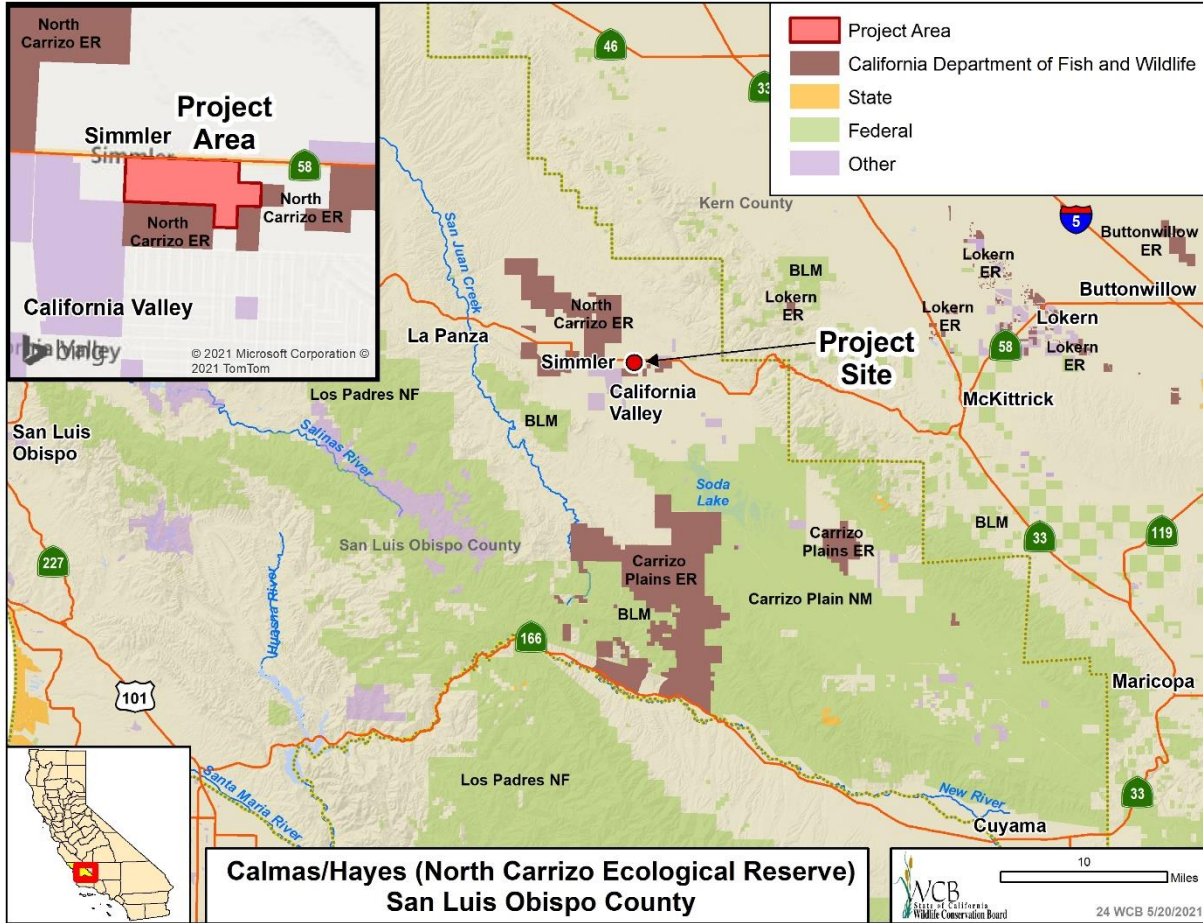 North
Carrizo ER
Project
Area
Simmler
Simmler
58
North
Carrizo ER
North
Carrizo ER
California Valley
bing
© 2021 Microsoft Corporation ©
2021 TomTom
Project Area
California Department of Fish and Wildlife
State
Federal
Other
46
33
Kern County
5
Buttonwillow
ER
Lokern
ER
BLM
Buttonwillow
San Juan Creek
North
Carrizo ER
Lokern
ER
Lokern
ER
Lokern
La Panza
58
Lokern
ER
Simmler
Project
Site
California
Valley
McKittrick
Los Padres NF
BLM
San Luis
Obispo
Salinas River
Soda
Lake
BLM
33
119
San Luis Obispo County
Carrizo
Plains ER
Carrizo
Plains ER
227
Huasna River
BLM
Carrizo Plain NM
166
Maricopa
101
Santa Maria River
Los Padres NF
New River
33
Cuyama
Calmas/Hayes (North Carrizo Ecological Reserve)
San Luis Obispo County
WCB
State of California
Wildlife Conservation Board
10
Miles
24 WCB 5/20/2021